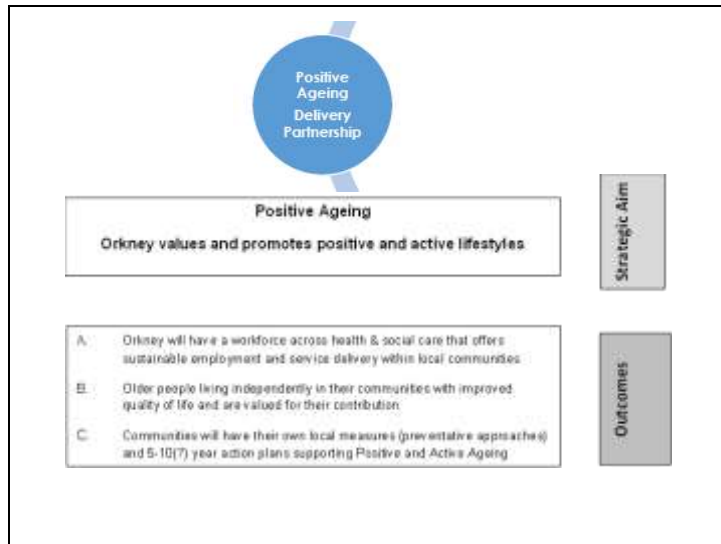 Positive
Ageing
Delivery
Partnership
Positive Ageing
Orkney values and promotes positive and active lifestyles
Strategic Aim
A. Orkney will have a workforce across health & social care that offers
sustainable employment and service delivery within local communities
B. Older people living independently in their communities with improved
quality of life and are valued for their contribution
C. Communities will have their own local measures (preventative approaches)
and 5-10(?) year action plans supporting Positive and Active Ageing
Outcomes